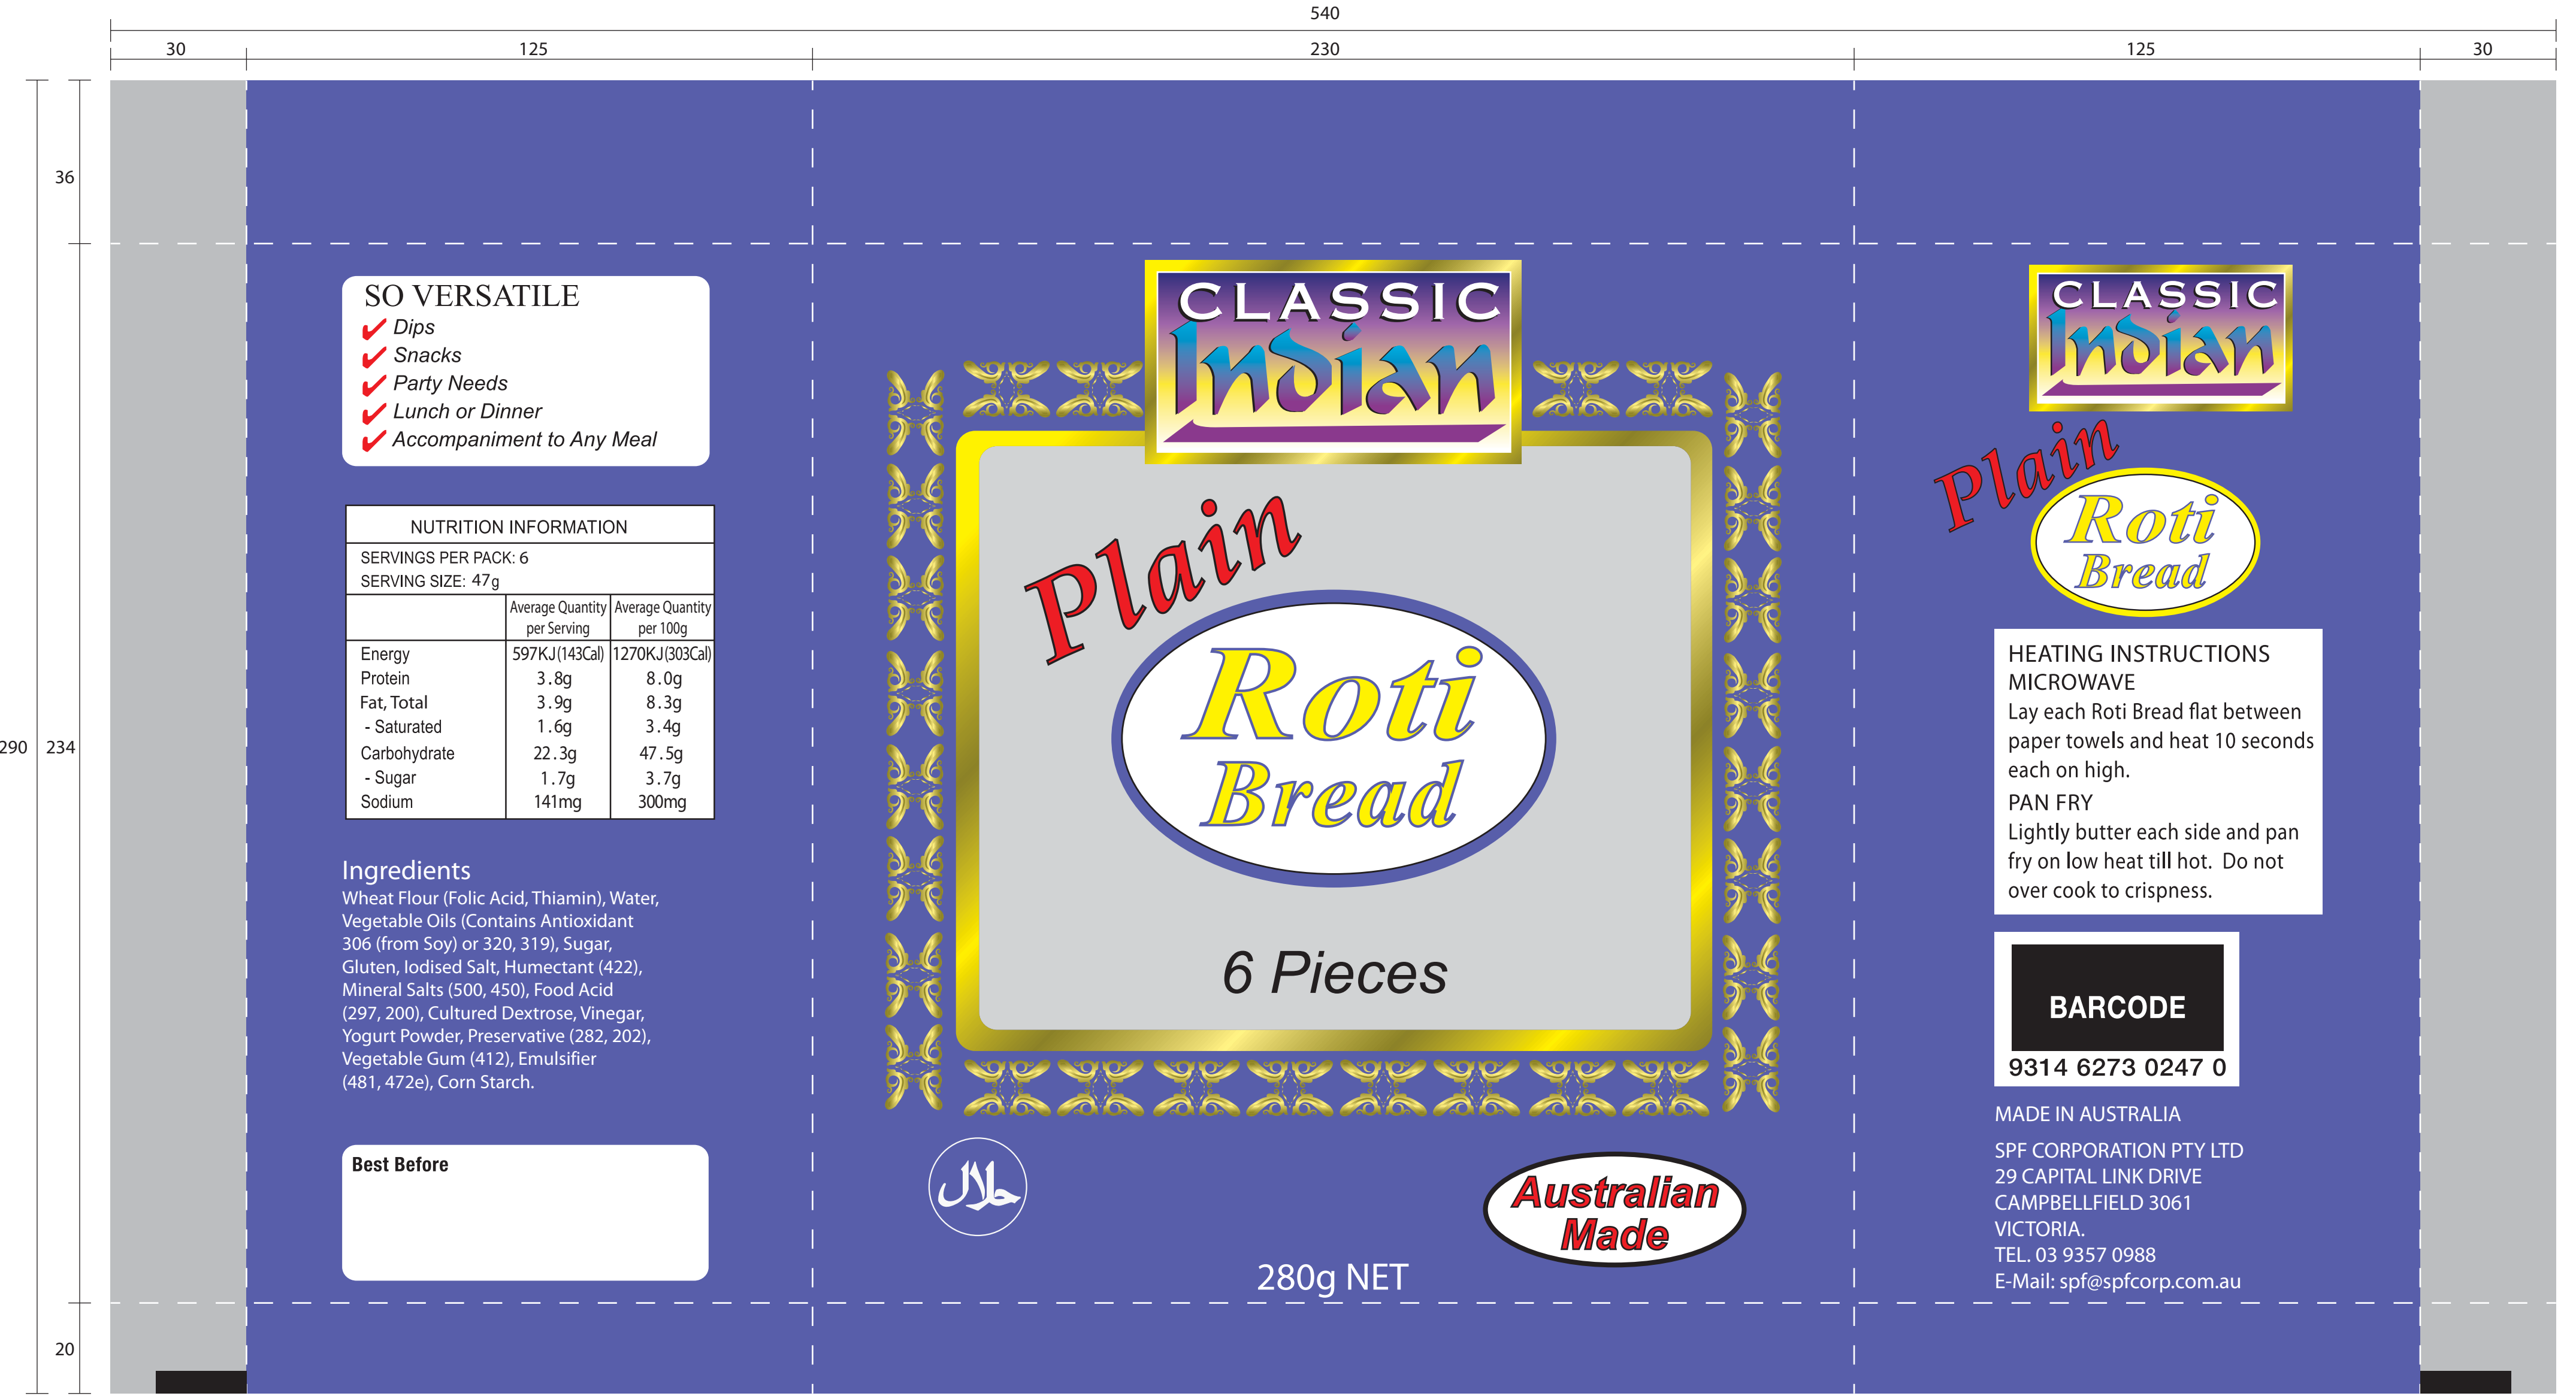 540
30 125 230 125 30
36
290 234
20
SO VERSATILE
Dips
Snacks
Party Needs
Lunch or Dinner
Accompaniment to Any Meal
NUTRITION INFORMATION
SERVINGS PER PACK: 6
SERVING SIZE: 47g
Average Quantity per Serving Average Quantity per 100g
Energy 597KJ(143Cal) 1270KJ(303Cal)
Protein 3.8g 8.0g
Fat, Total 3.9g 8.3g
- Saturated 1.6g 3.4g
Carbohydrate 22.3g 47.5g
- Sugar 1.7g 3.7g
Sodium 141mg 300mg
Ingredients
Wheat Flour (Folic Acid, Thiamin), Water,
Vegetable Oils (Contains Antioxidant
306 (from Soy) or 320, 319), Sugar,
Gluten, Iodised Salt, Humectant (422),
Mineral Salts (500, 450), Food Acid
(297, 200), Cultured Dextrose, Vinegar,
Yogurt Powder, Preservative (282, 202),
Vegetable Gum (412), Emulsifier
(481, 472e), Corn Starch.
Best Before
CLASSIC
Indian
Plain
Roti
Bread
6 Pieces
حلال
Australian
Made
280g NET
CLASSIC
Indian
Plain
Roti
Bread
HEATING INSTRUCTIONS
MICROWAVE
Lay each Roti Bread flat between
paper towels and heat 10 seconds
each on high.
PAN FRY
Lightly butter each side and pan
fry on low heat till hot. Do not
over cook to crispness.
BARCODE
9314 6273 0247 0
MADE IN AUSTRALIA
SPF CORPORATION PTY LTD
29 CAPITAL LINK DRIVE
CAMPBELLFIELD 3061
VICTORIA.
TEL. 03 9357 0988
E-Mail: spf@spfcorp.com.au